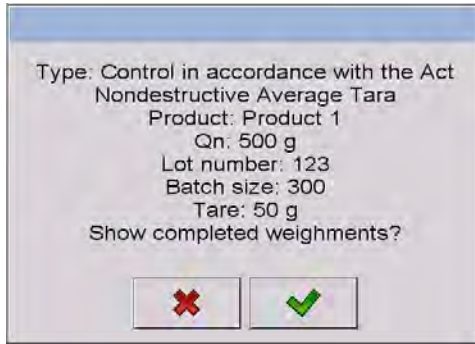 Type: Control in accordance with the Act
Nondestructive Average Tara
Product: Product 1
Qn: 500 g
Lot number: 123
Batch size: 300
Tare: 50 g
Show completed weighments?